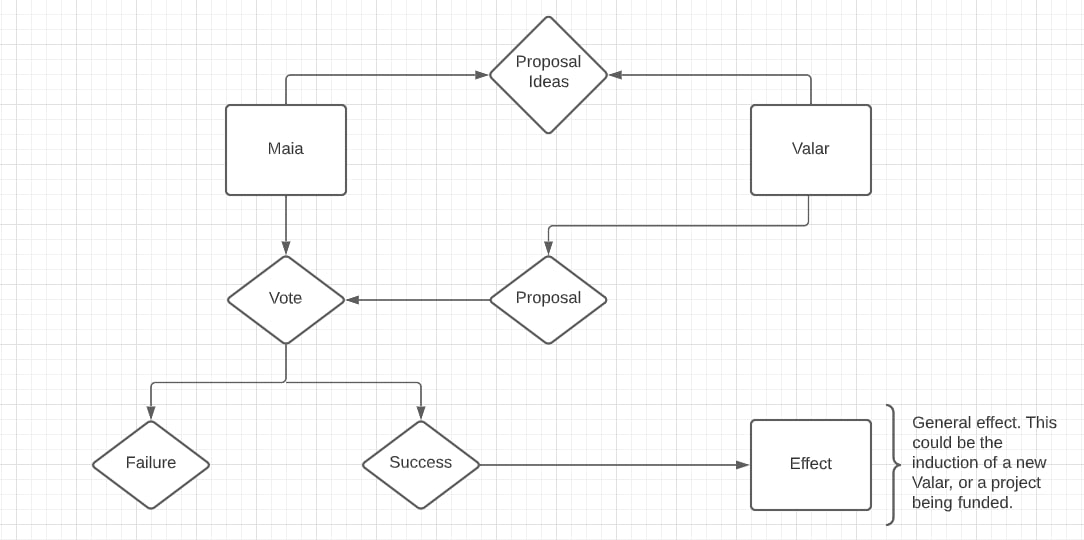 Proposal
Ideas
Maia
Valar
Vote
Proposal
Failure
Success
Effect
General effect. This
could be the
induction of a new
Valar, or a project
being funded.